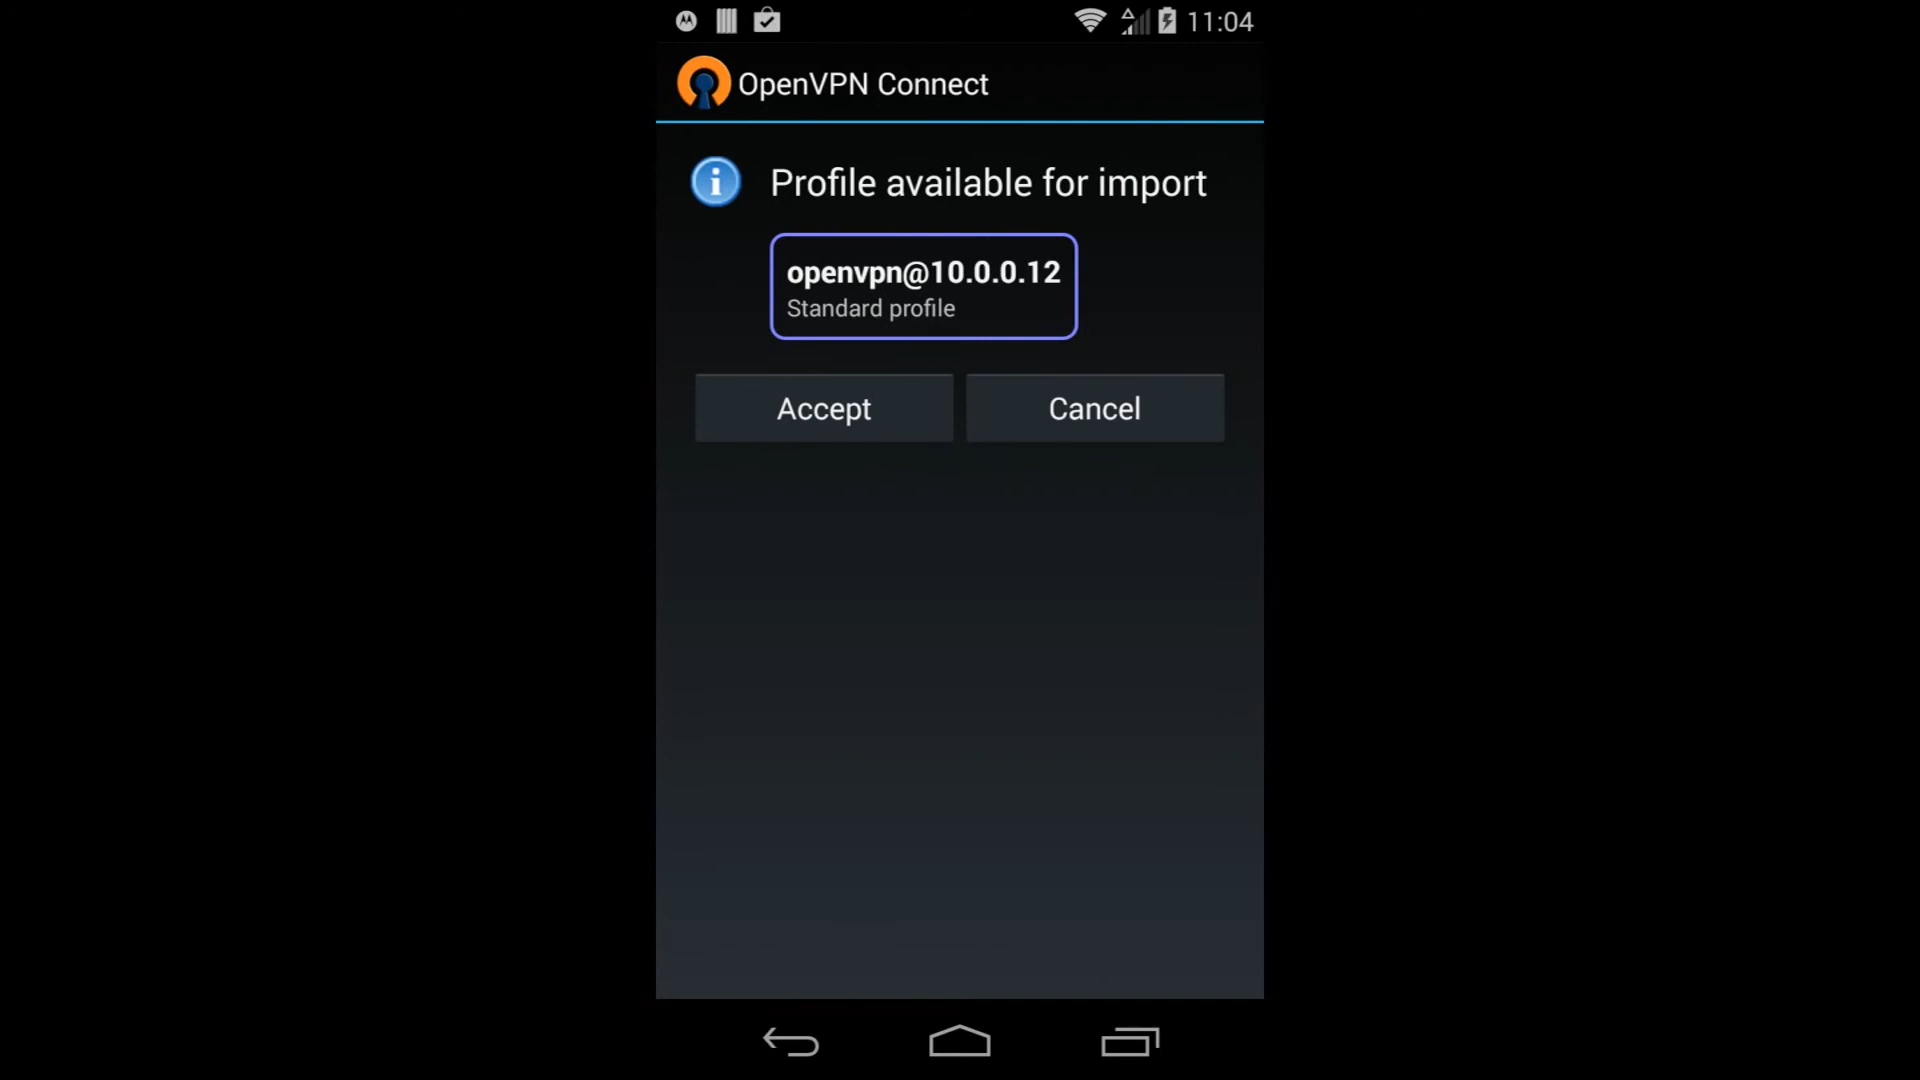 11:04
OpenVPN Connect
Profile available for import
openvpn@10.0.0.12
Standard profile
Accept Cancel